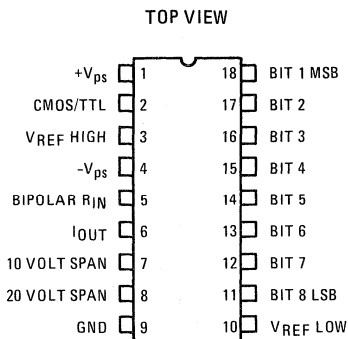 TOP VIEW
+Vps 1 18 BIT 1 MSB
CMOS/TTL 2 17 BIT 2
VREF HIGH 3 16 BIT 3
-Vps 4 15 BIT 4
BIPOLAR RIN 5 14 BIT 5
IOUT 6 13 BIT 6
10 VOLT SPAN 7 12 BIT 7
20 VOLT SPAN 8 11 BIT 8 LSB
GND 9 10 VREF LOW